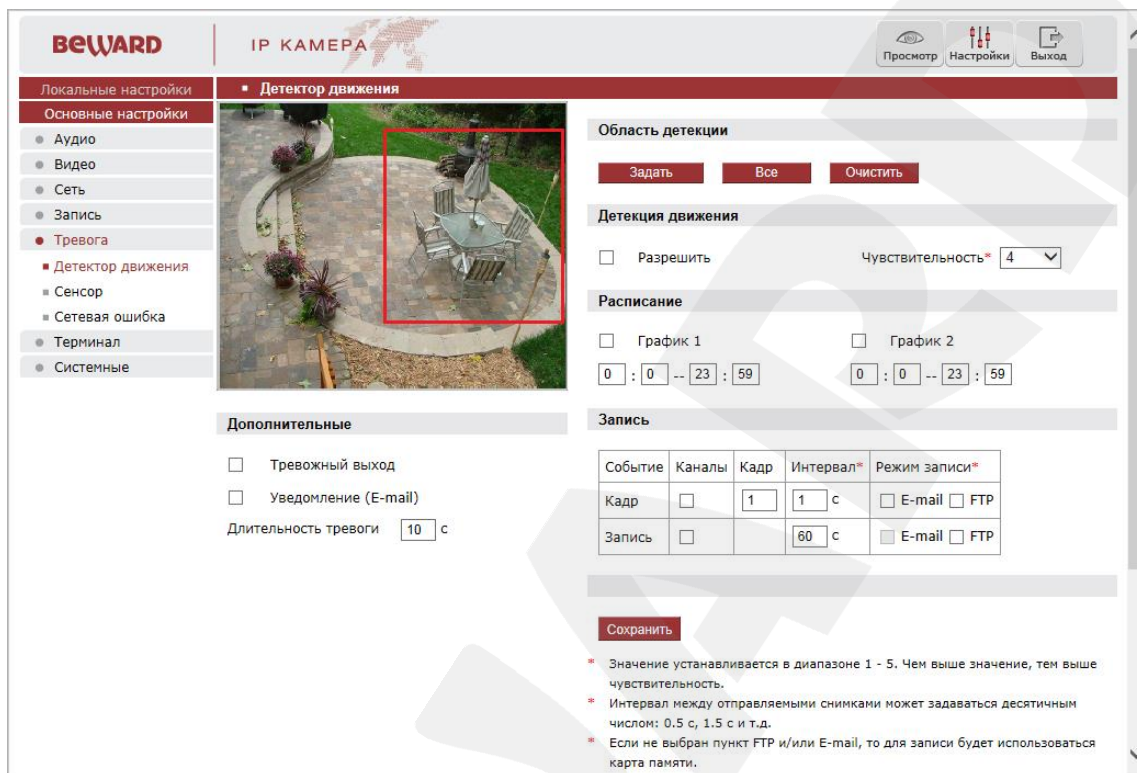 BEWARD
IP КАМЕРА
Просмотр
Настройки
Выход
Локальные настройки
Основные настройки
Аудио
Видео
Сеть
Запись
Тревога
Детектор движения
Сенсор
Сетевая ошибка
Терминал
Системные
Детектор движения
Дополнительные
Тревожный выход
Уведомление (E-mail)
Длительность тревоги 10 с
Область детекции
Задать Все Очистить
Детекция движения
Разрешить Чувствительность* 4
Расписание
График 1 График 2
0 : 0 -- 23 : 59 0 : 0 -- 23 : 59
Запись
Событие Каналы Кадр Интервал* Режим записи*
Кадр 1 1 с E-mail FTP
Запись 60 с E-mail FTP
Сохранить
* Значение устанавливается в диапазоне 1 - 5. Чем выше значение, тем выше
чувствительность.
* Интервал между отправляемыми снимками может задаваться десятичным
числом: 0.5 с, 1.5 с и т.д.
* Если не выбран пункт FTP и/или E-mail, то для записи будет использоваться
карта памяти.